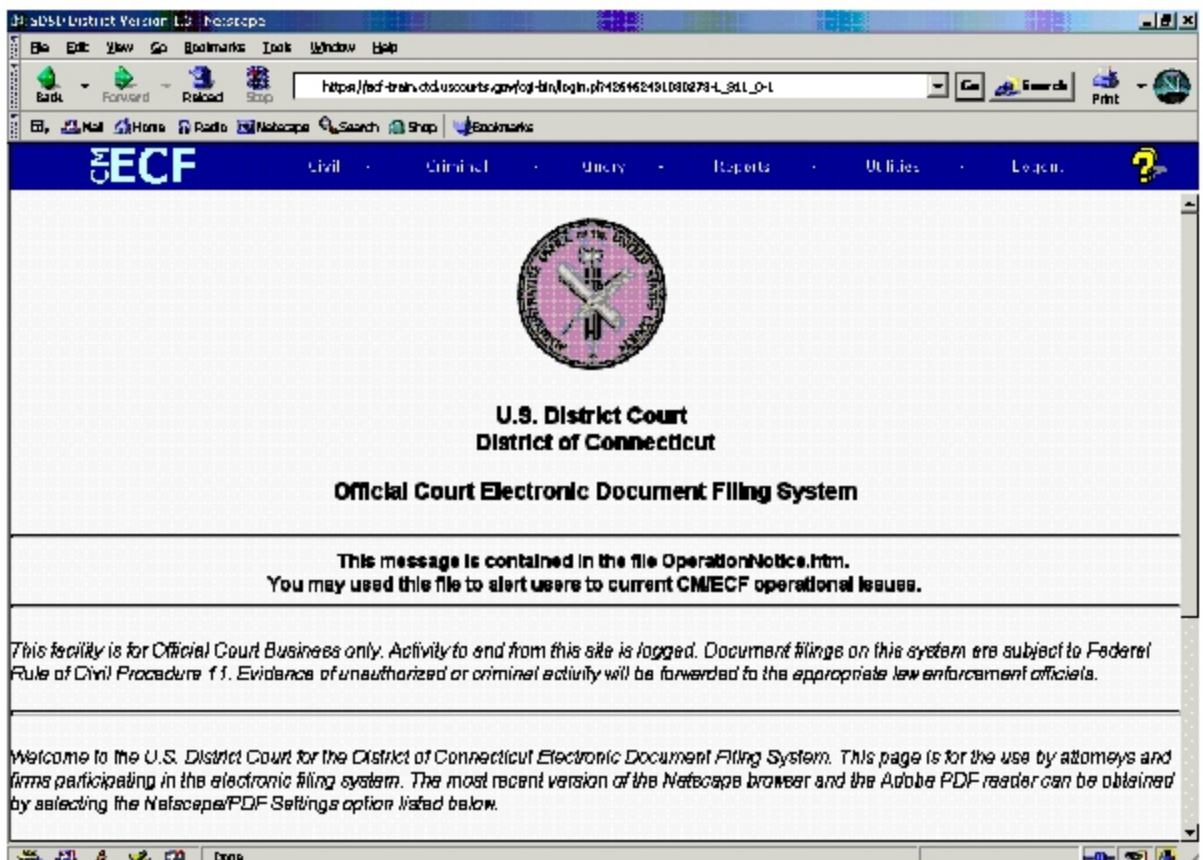 District Version 1.3 - Netscape
File Edit View Go Bookmarks Tools Window Help
Back Forward Reload Stop Go Search Print
Mail Home Radio Netscape Search Shop Bookmarks
CM ECF Civil Criminal Query Reports Utilities Logout ?
U.S. District Court
District of Connecticut
Official Court Electronic Document Filing System
This message is contained in the file OperationNotice.htm.
You may used this file to alert users to current CM/ECF operational issues.
This facility is for Official Court Business only. Activity to and from this site is logged. Document filings on this system are subject to Federal
Rule of Civil Procedure 11. Evidence of unauthorized or criminal activity will be forwarded to the appropriate law enforcement officials.
Welcome to the U.S. District Court for the District of Connecticut Electronic Document Filing System. This page is for the use by attorneys and
firms participating in the electronic filing system. The most recent version of the Netscape browser and the Adobe PDF reader can be obtained
by selecting the Netscape/PDF Settings option listed below.